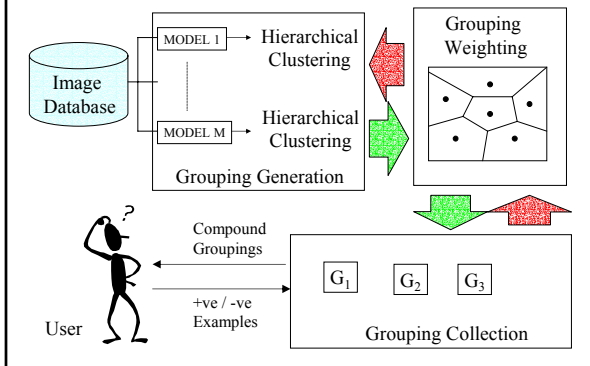 Image
Database
MODEL 1
Hierarchical
Clustering
MODEL M
Hierarchical
Clustering
Grouping Generation
Grouping
Weighting
?
User
Compound
Groupings
+ve / -ve
Examples
G1
G2
G3
Grouping Collection